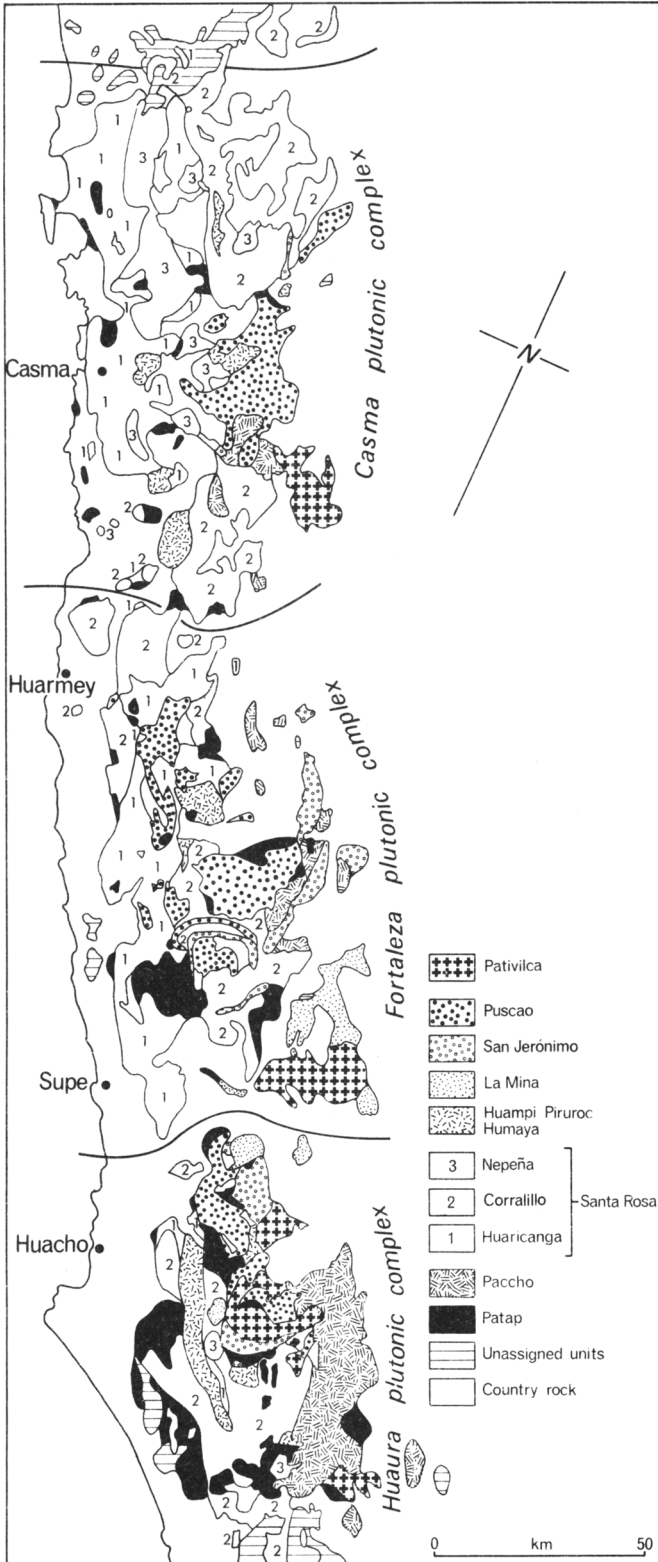 Casma plutonic complex
N
Casma
Huarmey
Fortaleza plutonic complex
Supe
Huacho
Huaura plutonic complex
Pativilca
Puscao
San Jerónimo
La Mina
Huampi Piruroc
Humaya
3 Nepeña
2 Corralillo
1 Huaricanga
Santa Rosa
Paccho
Patap
Unassigned units
Country rock
0 km 50